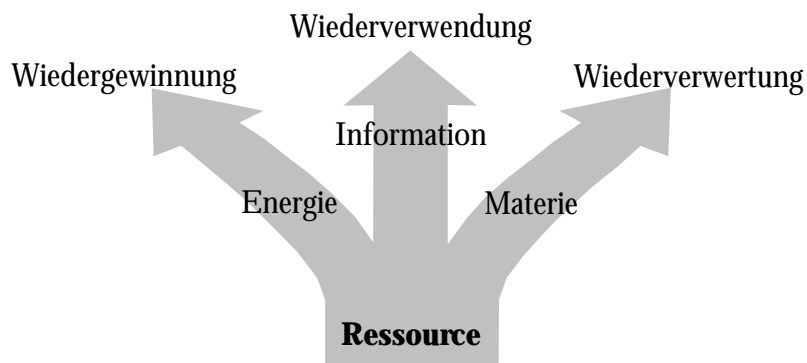 Wiederverwendung
Wiedergewinnung
Wiederverwertung
Information
Energie
Materie
Ressource